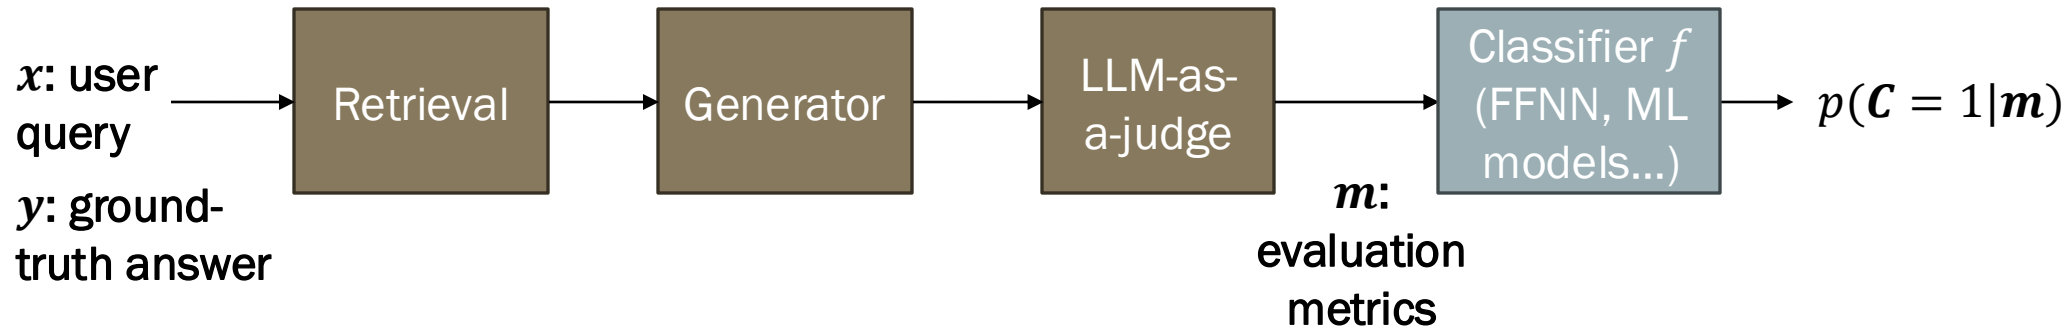 x: user
query
y: ground-
truth answer
Retrieval
Generator
LLM-as-
a-judge
m:
evaluation
metrics
Classifier f
(FFNN, ML
models...)
p(C = 1|m)